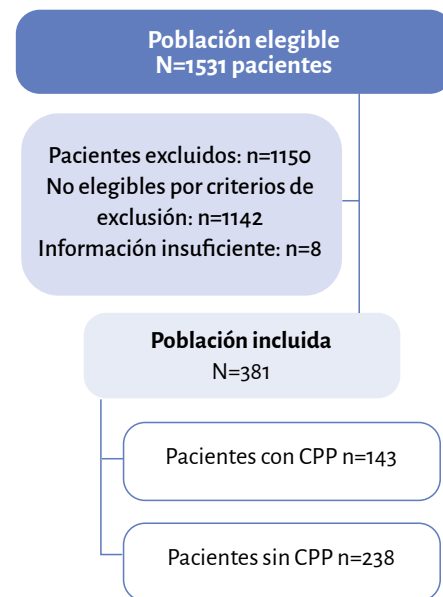 Población elegible
N=1531 pacientes
Pacientes excluidos: n=1150
No elegibles por criterios de
exclusión: n=1142
Información insuficiente: n=8
Población incluida
N=381
Pacientes con CPP n=143
Pacientes sin CPP n=238